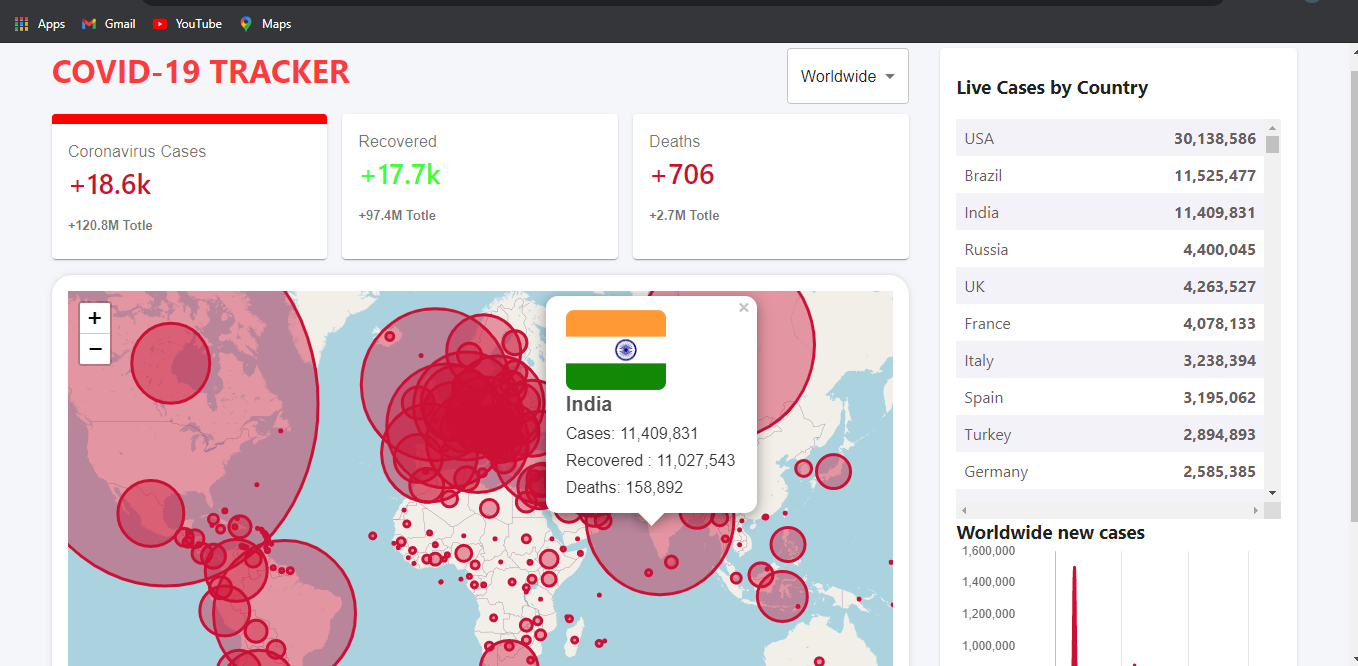 Apps Gmail YouTube Maps
COVID-19 TRACKER
Worldwide
Coronavirus Cases
+18.6k
+120.8M Totle
Recovered
+17.7k
+97.4M Totle
Deaths
+706
+2.7M Totle
+
−
×
India
Cases: 11,409,831
Recovered : 11,027,543
Deaths: 158,892
Live Cases by Country
USA 30,138,586
Brazil 11,525,477
India 11,409,831
Russia 4,400,045
UK 4,263,527
France 4,078,133
Italy 3,238,394
Spain 3,195,062
Turkey 2,894,893
Germany 2,585,385
Worldwide new cases
1,600,000
1,400,000
1,200,000
1,000,000